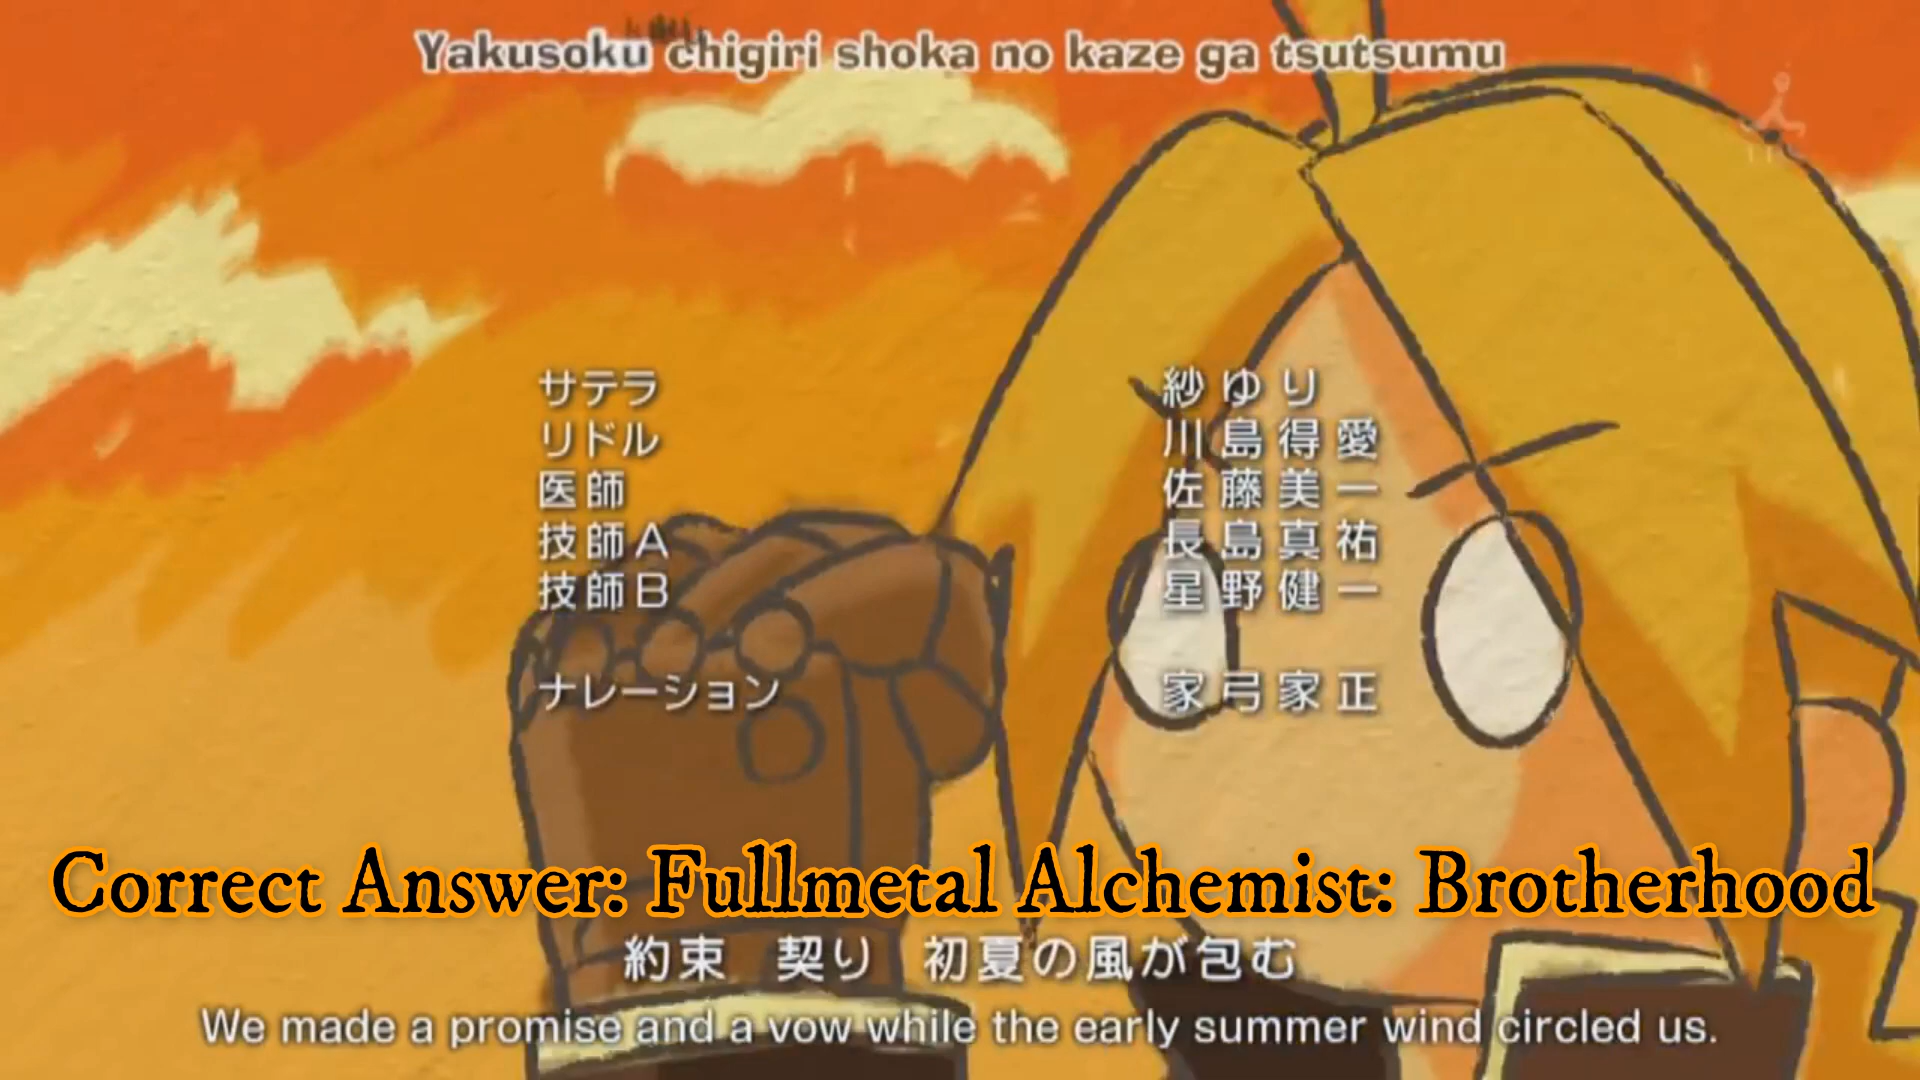 Yakusoku chigiri shoka no kaze ga tsutsumu
サテラ 紗ゆり
リドル 川島得愛
医師 佐藤美一
技師A 長島真祐
技師B 星野健一
ナレーション 家弓家正
Correct Answer: Fullmetal Alchemist: Brotherhood
約束 契り 初夏の風が包む
We made a promise and a vow while the early summer wind circled us.